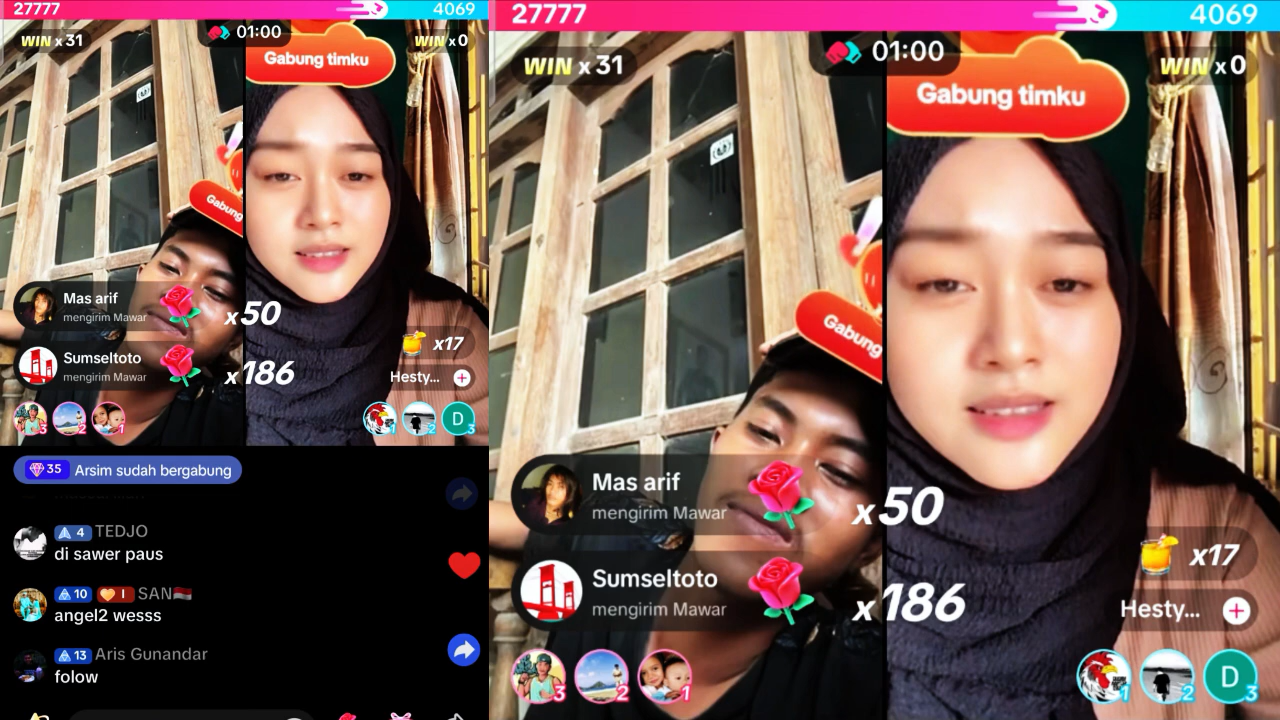 27777
4069
WIN x 31
01:00
WIN x 0
Gabung timku
Gabung
Mas arif
mengirim Mawar
x50
Sumseltoto
mengirim Mawar
x186
x17
Hesty...
3
2
1
1
2
D
3
35 Arsim sudah bergabung
4 TEDJO
di sawer paus
10 I SAN
angel2 wesss
13 Aris Gunandar
folow
27777
4069
WIN x 31
01:00
WIN x 0
Gabung timku
Gabung
Mas arif
mengirim Mawar
x50
Sumseltoto
mengirim Mawar
x186
x17
Hesty...
3
2
1
1
2
D
3